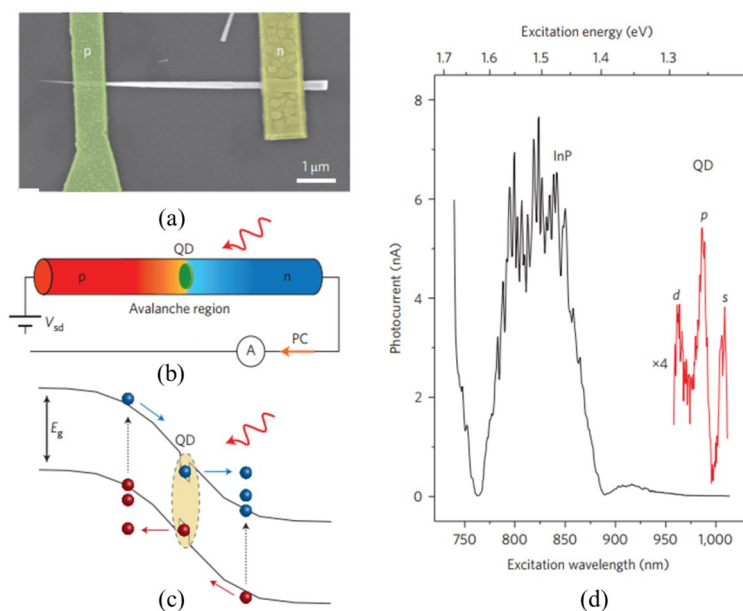 p
n
1 μm
(a)
QD
p
n
Avalanche region
V_sd
A
PC
(b)
E_g
QD
(c)
Excitation energy (eV)
1.7 1.6 1.5 1.4 1.3
8
6
4
2
0
Photocurrent (nA)
InP
QD
d
p
s
×4
750 800 850 900 950 1,000
Excitation wavelength (nm)
(d)